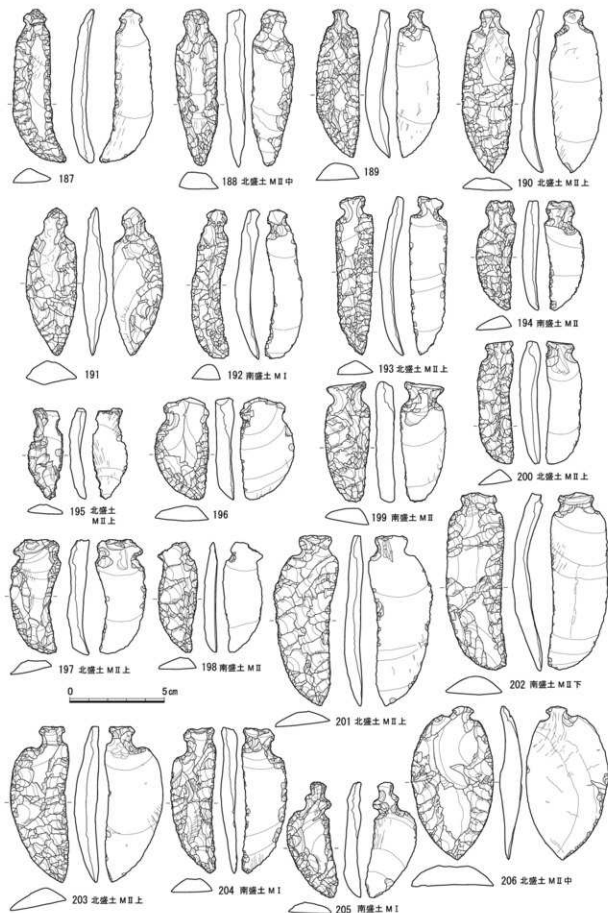 187
188 北盛土 MⅡ中
189
190 北盛土 MⅡ上
191
192 南盛土 MⅠ
193 北盛土 MⅡ上
194 南盛土 MⅡ
195 北盛土
MⅡ上
196
199 南盛土 MⅡ
200 北盛土 MⅡ上
197 北盛土 MⅡ上
198 南盛土 MⅡ
0 5cm
201 北盛土 MⅡ上
202 南盛土 MⅡ下
203 北盛土 MⅡ上
204 南盛土 MⅠ
205 南盛土 MⅠ
206 北盛土 MⅡ中